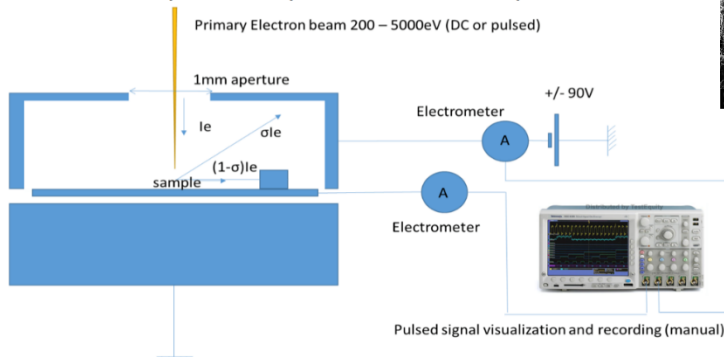 Primary Electron beam 200 – 5000eV (DC or pulsed)
1mm aperture
+/- 90V
Electrometer
Ie
σIe
A
(1-σ)Ie
sample
A
Distributed by TestEquity
Electrometer
Pulsed signal visualization and recording (manual)